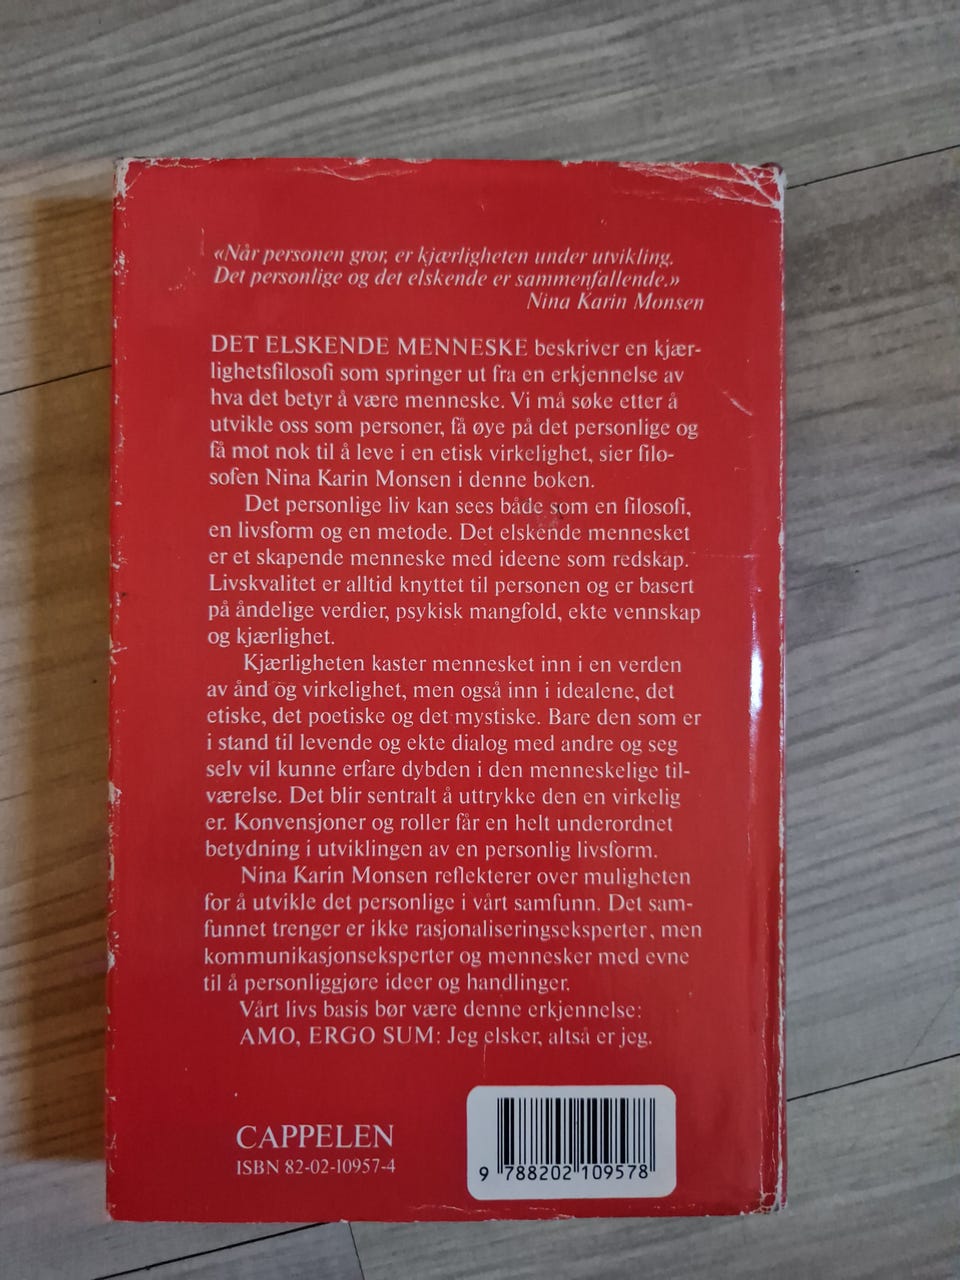 «Når personen gror, er kjærligheten under utvikling.
Det personlige og det elskende er sammenfallende.»
Nina Karin Monsen
DET ELSKENDE MENNESKE beskriver en kjær-
lighetsfilosofi som springer ut fra en erkjennelse av
hva det betyr å være menneske. Vi må søke etter å
utvikle oss som personer, få øye på det personlige og
få mot nok til å leve i en etisk virkelighet, sier filo-
sofen Nina Karin Monsen i denne boken.
Det personlige liv kan sees både som en filosofi,
en livsform og en metode. Det elskende mennesket
er et skapende menneske med ideene som redskap.
Livskvalitet er alltid knyttet til personen og er basert
på åndelige verdier, psykisk mangfold, ekte vennskap
og kjærlighet.
Kjærligheten kaster mennesket inn i en verden
av ånd og virkelighet, men også inn i idealene, det
etiske, det poetiske og det mystiske. Bare den som er
i stand til levende og ekte dialog med andre og seg
selv vil kunne erfare dybden i den menneskelige til-
værelse. Det blir sentralt å uttrykke den en virkelig
er. Konvensjoner og roller får en helt underordnet
betydning i utviklingen av en personlig livsform.
Nina Karin Monsen reflekterer over muligheten
for å utvikle det personlige i vårt samfunn. Det sam-
funnet trenger er ikke rasjonaliseringseksperter, men
kommunikasjonseksperter og mennesker med evne
til å personliggjøre ideer og handlinger.
Vårt livs basis bør være denne erkjennelse:
AMO, ERGO SUM: Jeg elsker, altså er jeg.
CAPPELEN
ISBN 82-02-10957-4
9 788202 109578